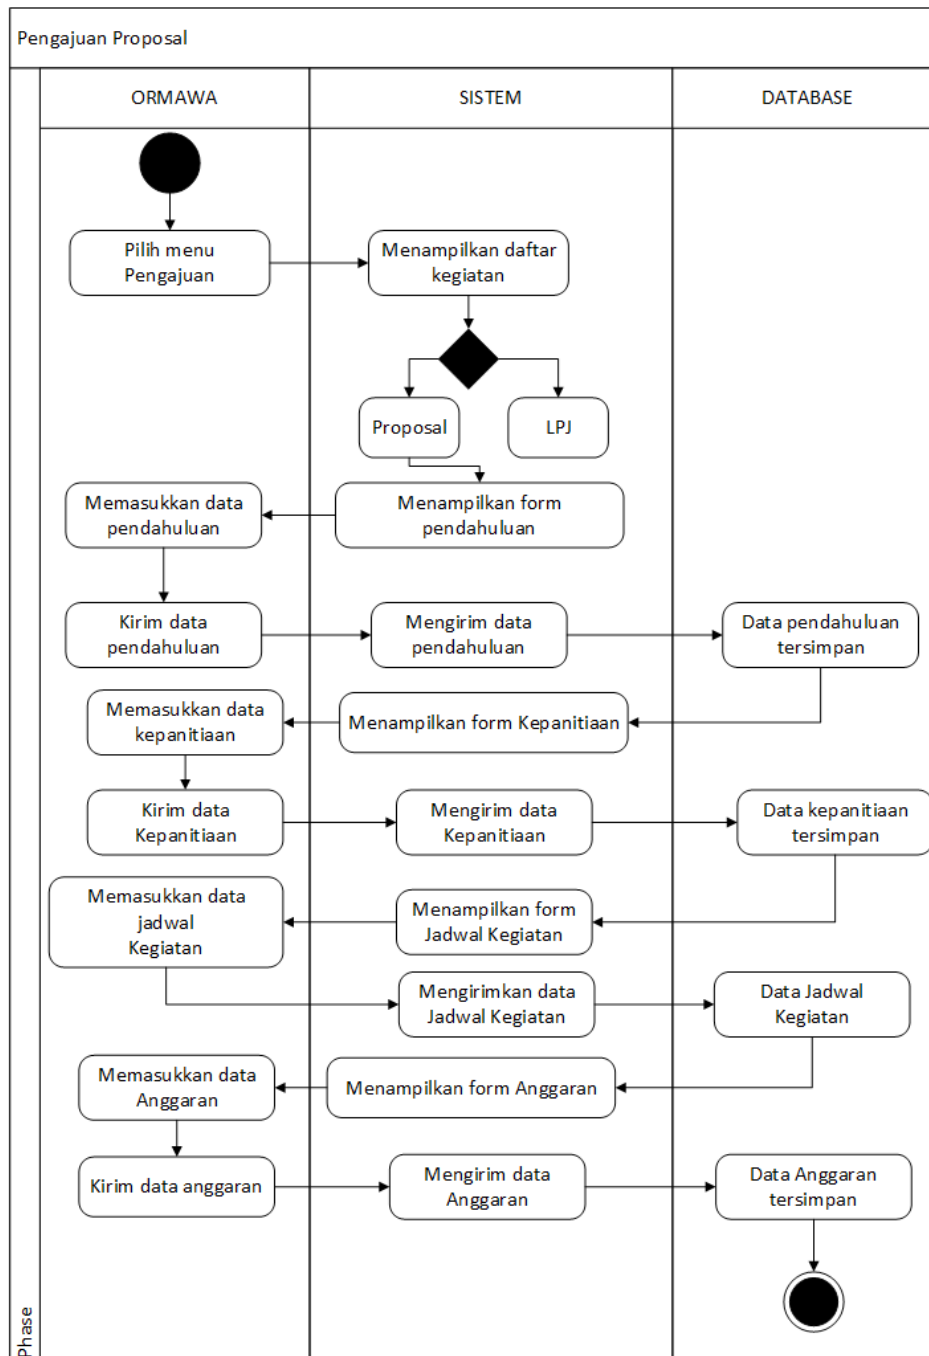 Pengajuan Proposal
ORMAWA
SISTEM
DATABASE
Pilih menu
Pengajuan
Menampilkan daftar
kegiatan
Proposal
LPJ
Memasukkan data
pendahuluan
Menampilkan form
pendahuluan
Kirim data
pendahuluan
Mengirim data
pendahuluan
Data pendahuluan
tersimpan
Memasukkan data
kepanitiaan
Menampilkan form Kepanitiaan
Kirim data
Kepanitiaan
Mengirim data
Kepanitiaan
Data kepanitiaan
tersimpan
Memasukkan data
jadwal
Kegiatan
Menampilkan form
Jadwal Kegiatan
Mengirimkan data
Jadwal Kegiatan
Data Jadwal
Kegiatan
Memasukkan data
Anggaran
Menampilkan form Anggaran
Kirim data anggaran
Mengirim data
Anggaran
Data Anggaran
tersimpan
Phase